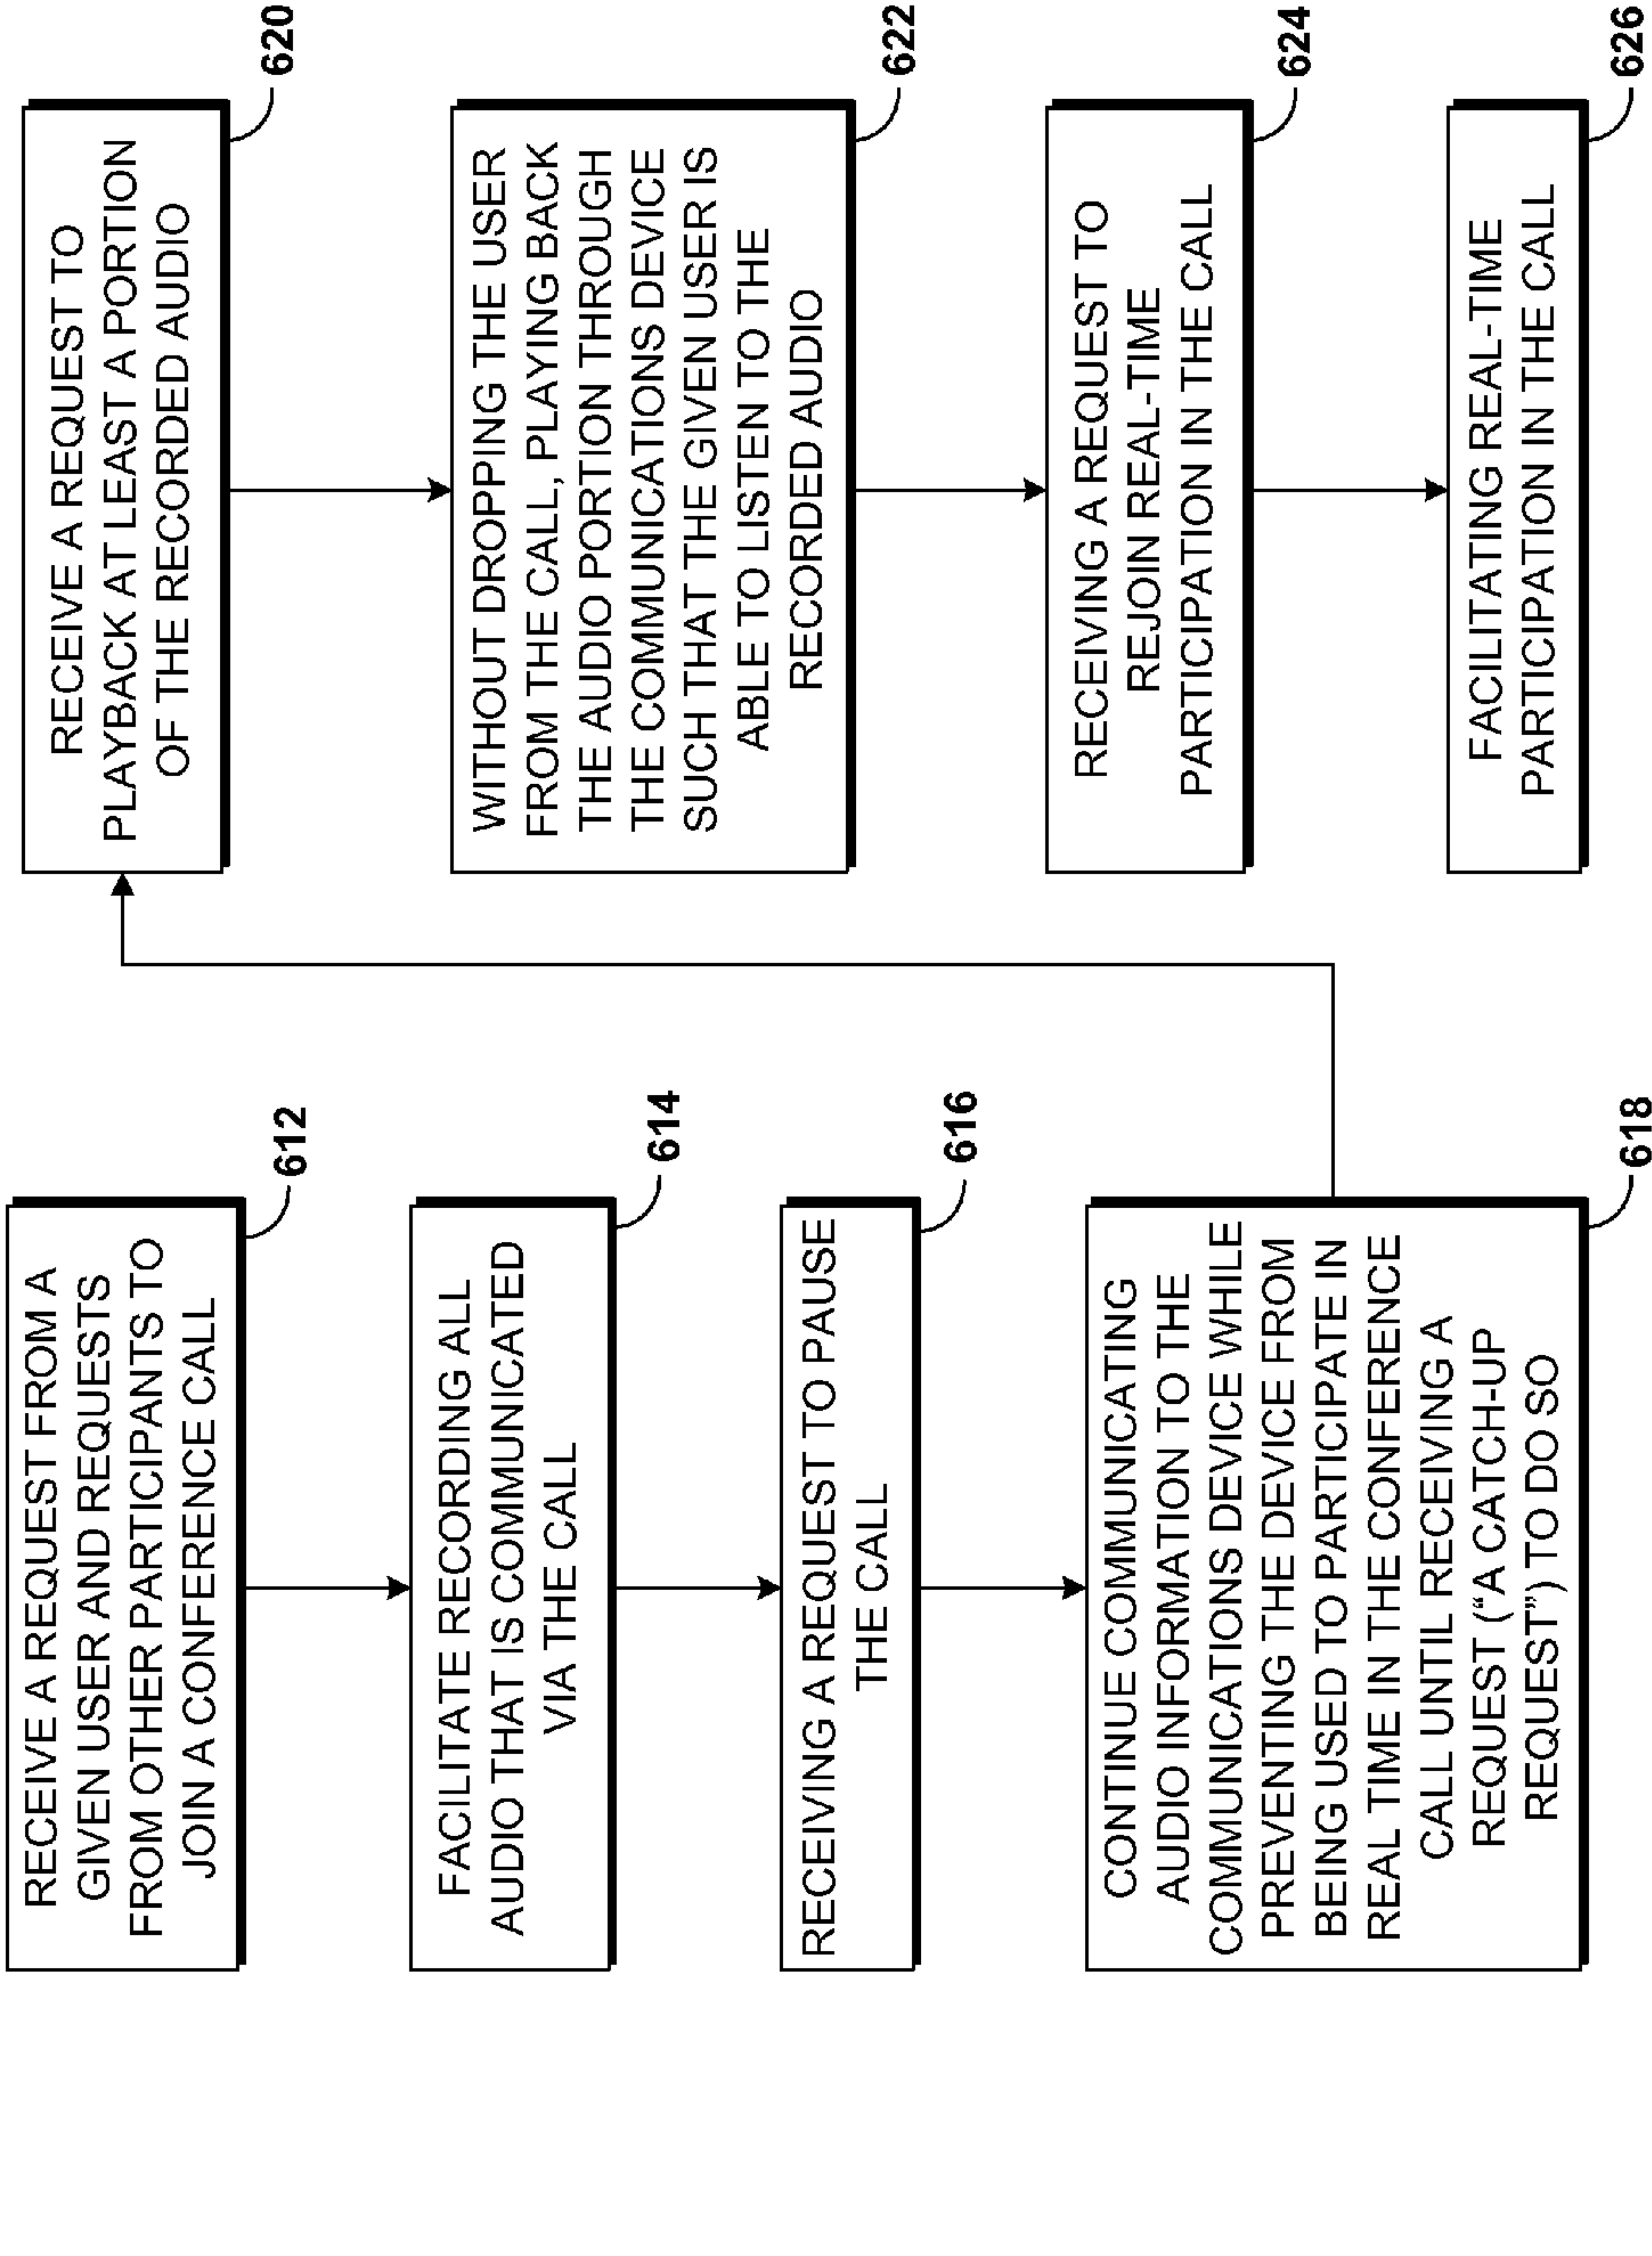 RECEIVE A REQUEST FROM A
GIVEN USER AND REQUESTS
FROM OTHER PARTICIPANTS TO
JOIN A CONFERENCE CALL
612
FACILITATE RECORDING ALL
AUDIO THAT IS COMMUNICATED
VIA THE CALL
614
RECEIVING A REQUEST TO PAUSE
THE CALL
616
CONTINUE COMMUNICATING
AUDIO INFORMATION TO THE
COMMUNICATIONS DEVICE WHILE
PREVENTING THE DEVICE FROM
BEING USED TO PARTICIPATE IN
REAL TIME IN THE CONFERENCE
CALL UNTIL RECEIVING A
REQUEST (“A CATCH-UP
REQUEST”) TO DO SO
618
RECEIVE A REQUEST TO
PLAYBACK AT LEAST A PORTION
OF THE RECORDED AUDIO
620
WITHOUT DROPPING THE USER
FROM THE CALL, PLAYING BACK
THE AUDIO PORTION THROUGH
THE COMMUNICATIONS DEVICE
SUCH THAT THE GIVEN USER IS
ABLE TO LISTEN TO THE
RECORDED AUDIO
622
RECEIVING A REQUEST TO
REJOIN REAL-TIME
PARTICIPATION IN THE CALL
624
FACILITATING REAL-TIME
PARTICIPATION IN THE CALL
626